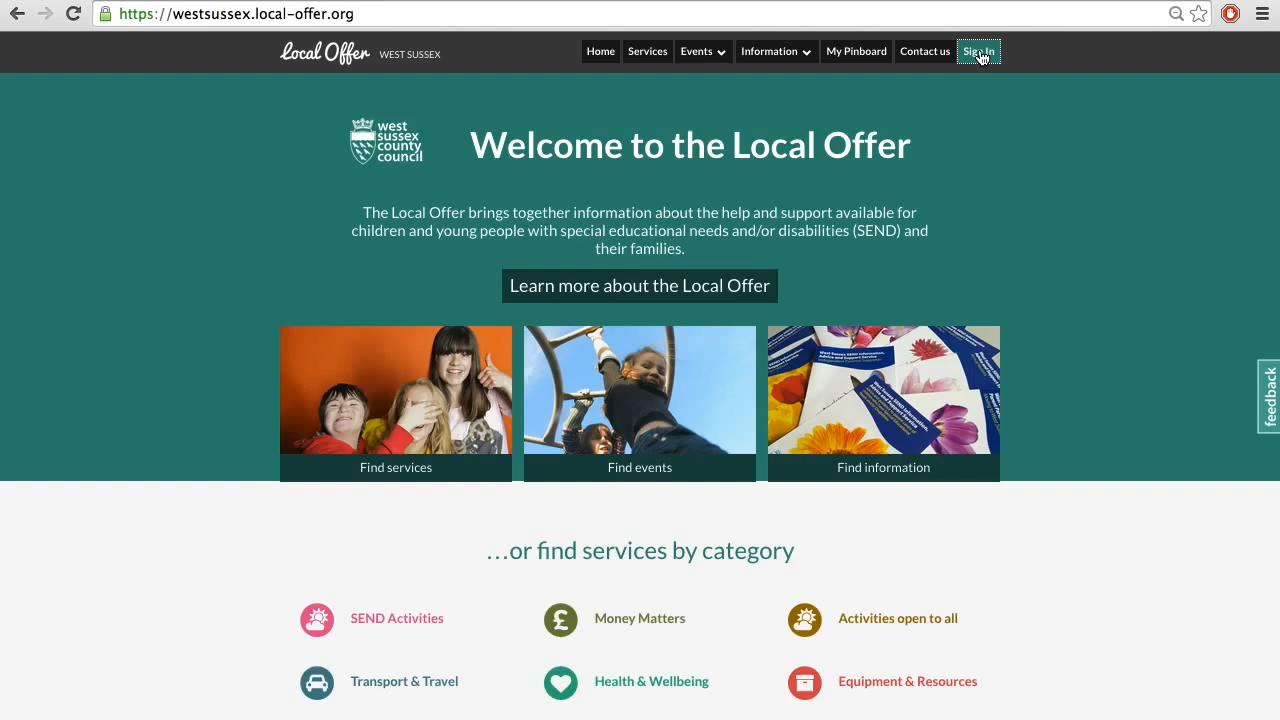 https://westsussex.local-offer.org
Local Offer WEST SUSSEX
Home Services Events Information My Pinboard Contact us Sign In
west
sussex
county
council
Welcome to the Local Offer
The Local Offer brings together information about the help and support available for
children and young people with special educational needs and/or disabilities (SEND) and
their families.
Learn more about the Local Offer
feedback
Find services Find events Find information
…or find services by category
SEND Activities Money Matters Activities open to all
Transport & Travel Health & Wellbeing Equipment & Resources